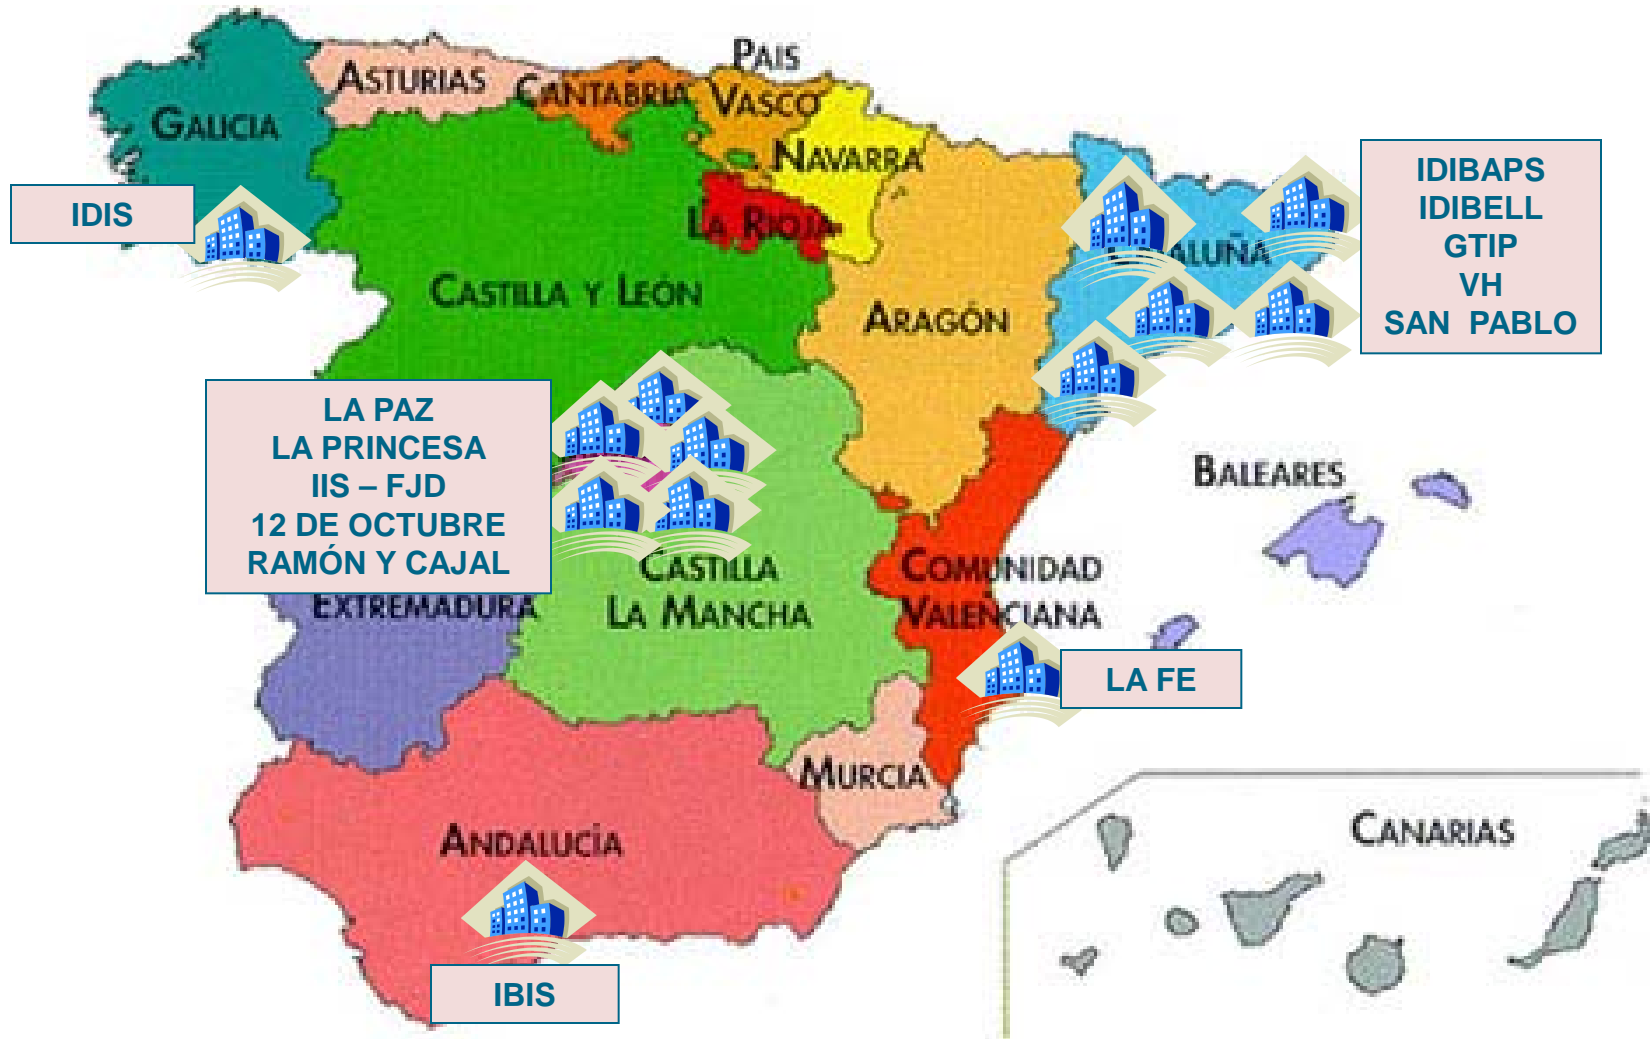 PAIS
VASCO
ASTURIAS
CANTABRIA
GALICIA
NAVARRA
IDIS
LA RIOJA
ALUÑA
IDIBAPS
IDIBELL
GTIP
VH
SAN PABLO
CASTILLA Y LEÓN
ARAGÓN
LA PAZ
LA PRINCESA
IIS – FJD
12 DE OCTUBRE
RAMÓN Y CAJAL
BALEARES
CASTILLA
LA MANCHA
COMUNIDAD
VALENCIANA
EXTREMADURA
LA FE
MURCIA
ANDALUCÍA
CANARIAS
IBIS